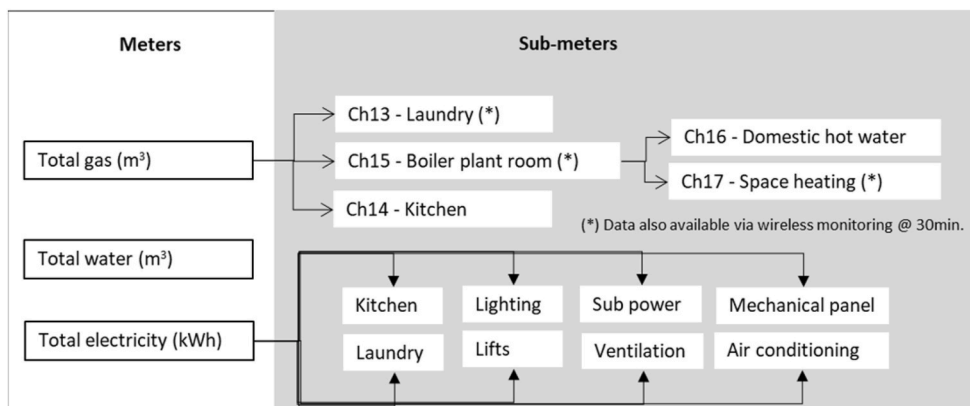 Meters
Sub-meters
Ch13 - Laundry (*)
Total gas (m³)
Ch15 - Boiler plant room (*)
Ch14 - Kitchen
Ch16 - Domestic hot water
Ch17 - Space heating (*)
(*) Data also available via wireless monitoring @ 30min.
Total water (m³)
Total electricity (kWh)
Kitchen
Lighting
Sub power
Mechanical panel
Laundry
Lifts
Ventilation
Air conditioning